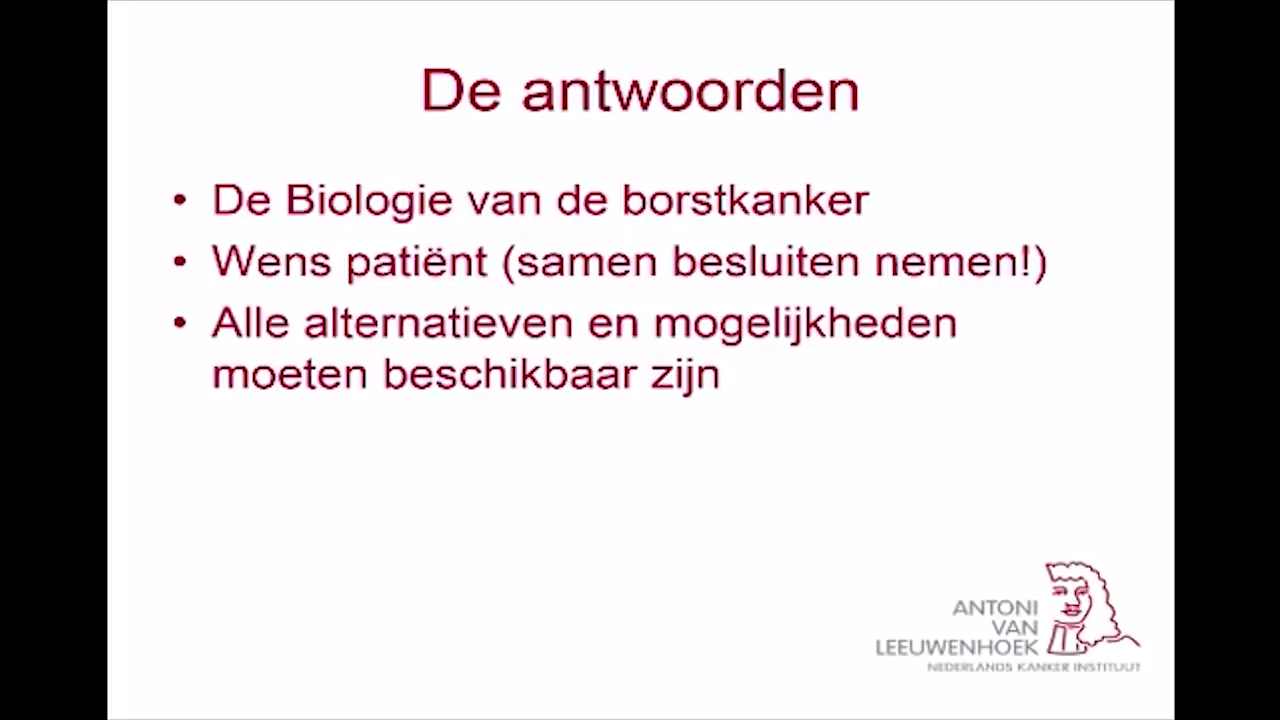 De antwoorden
• De Biologie van de borstkanker
• Wens patiënt (samen besluiten nemen!)
• Alle alternatieven en mogelijkheden
moeten beschikbaar zijn
ANTONI
VAN
LEEUWENHOEK
NEDERLANDS KANKER INSTITUUT